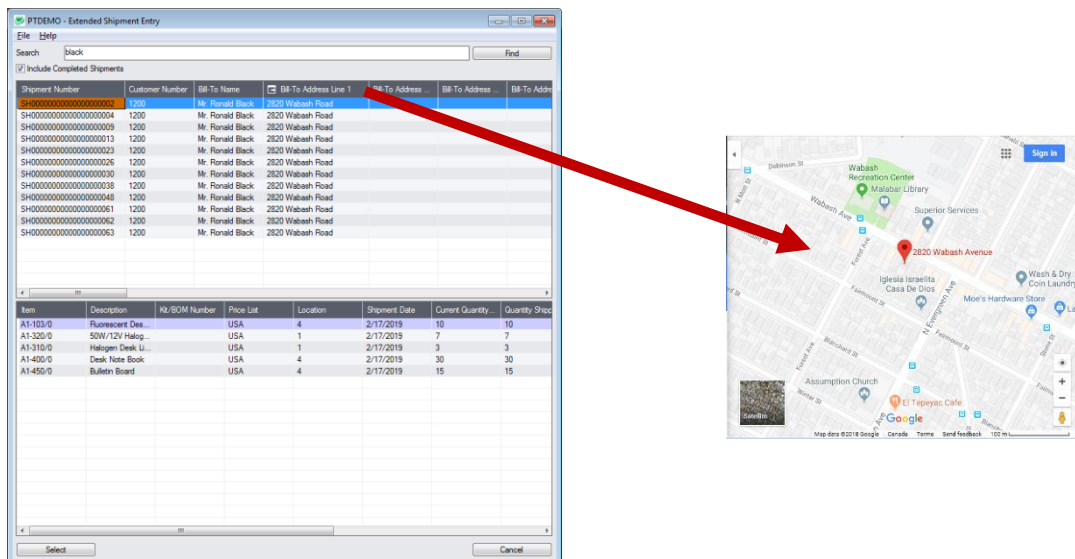 PTDEMO - Extended Shipment Entry
File Help
Search black Find
Include Completed Shipments
Shipment Number Customer Number Bill-To Name Bill-To Address Line 1 Bill-To Address ... Bill-To Address ... Bill-To Addre
SH00000000000000000002 1200 Mr. Ronald Black 2820 Wabash Road
SH00000000000000000004 1200 Mr. Ronald Black 2820 Wabash Road
SH00000000000000000009 1200 Mr. Ronald Black 2820 Wabash Road
SH00000000000000000013 1200 Mr. Ronald Black 2820 Wabash Road
SH00000000000000000023 1200 Mr. Ronald Black 2820 Wabash Road
SH00000000000000000026 1200 Mr. Ronald Black 2820 Wabash Road
SH00000000000000000030 1200 Mr. Ronald Black 2820 Wabash Road
SH00000000000000000038 1200 Mr. Ronald Black 2820 Wabash Road
SH00000000000000000048 1200 Mr. Ronald Black 2820 Wabash Road
SH00000000000000000061 1200 Mr. Ronald Black 2820 Wabash Road
SH00000000000000000062 1200 Mr. Ronald Black 2820 Wabash Road
SH00000000000000000063 1200 Mr. Ronald Black 2820 Wabash Road
Item Description Kit/BOM Number Price List Location Shipment Date Current Quantity... Quantity Shipp
A1-103/0 Fluorescent Des... USA 4 2/17/2019 10 10
A1-320/0 50W/12V Halog... USA 1 2/17/2019 7 7
A1-310/0 Halogen Desk Li... USA 1 2/17/2019 3 3
A1-400/0 Desk Note Book USA 4 2/17/2019 30 30
A1-450/0 Bulletin Board USA 4 2/17/2019 15 15
Select Cancel
Sign in
Dobinson St
Wabash
Recreation Center
Malabar Library
N Mott St
Wabash Ave
Superior Services
Forest Ave
2820 Wabash Avenue
Iglesia Israelita
Casa De Dios
Wash & Dry
Coin Laundry
Fairmount St
N Evergreen Ave
Moe's Hardware Store
La
Fairmount St
Blanchard St
Stone St
Forest Ave
Assumption Church
Winter St
El Tepeyac Cafe
Satellite
Google
Map data ©2018 Google Canada Terms Send feedback 100 m